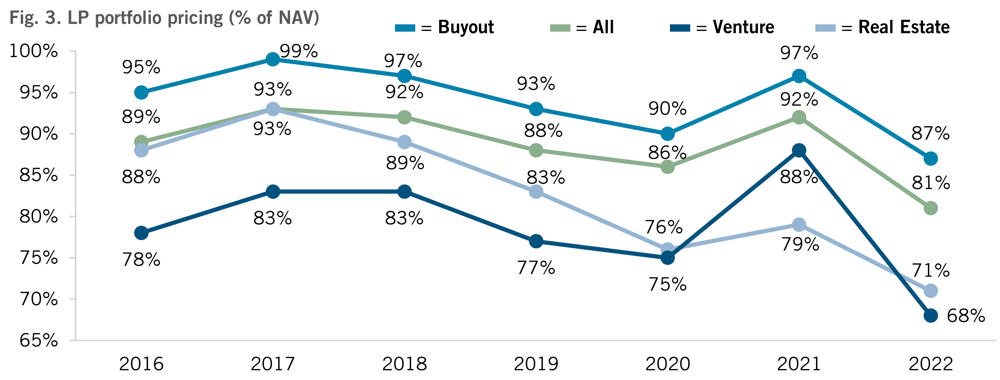 Fig. 3. LP portfolio pricing (% of NAV)
= Buyout = All = Venture = Real Estate
100%
95%
90%
85%
80%
75%
70%
65%
95% 99% 97% 93% 90% 97% 87%
89% 93% 92% 88% 86% 92% 81%
88% 93% 89% 83% 76% 79% 71%
78% 83% 83% 77% 75% 88% 68%
2016 2017 2018 2019 2020 2021 2022